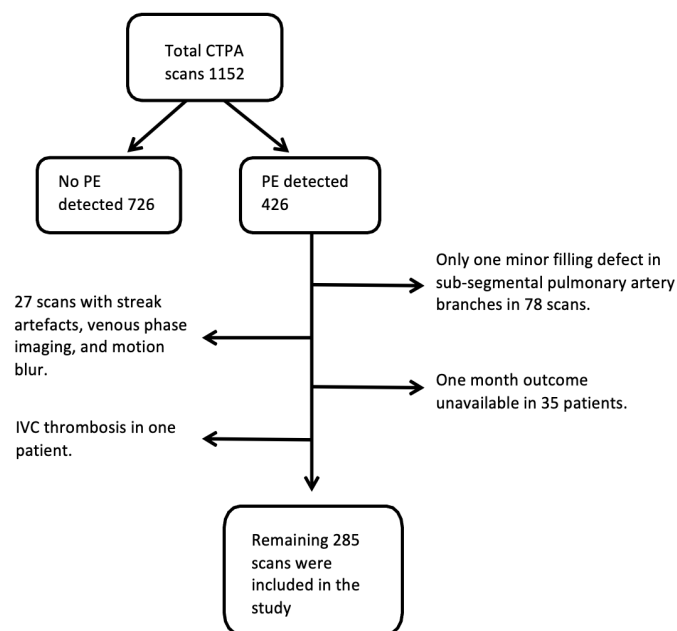 Total CTPA
scans 1152
No PE
detected 726
PE detected
426
Only one minor filling defect in
sub-segmental pulmonary artery
branches in 78 scans.
27 scans with streak
artefacts, venous phase
imaging, and motion
blur.
One month outcome
unavailable in 35 patients.
IVC thrombosis in one
patient.
Remaining 285
scans were
included in the
study